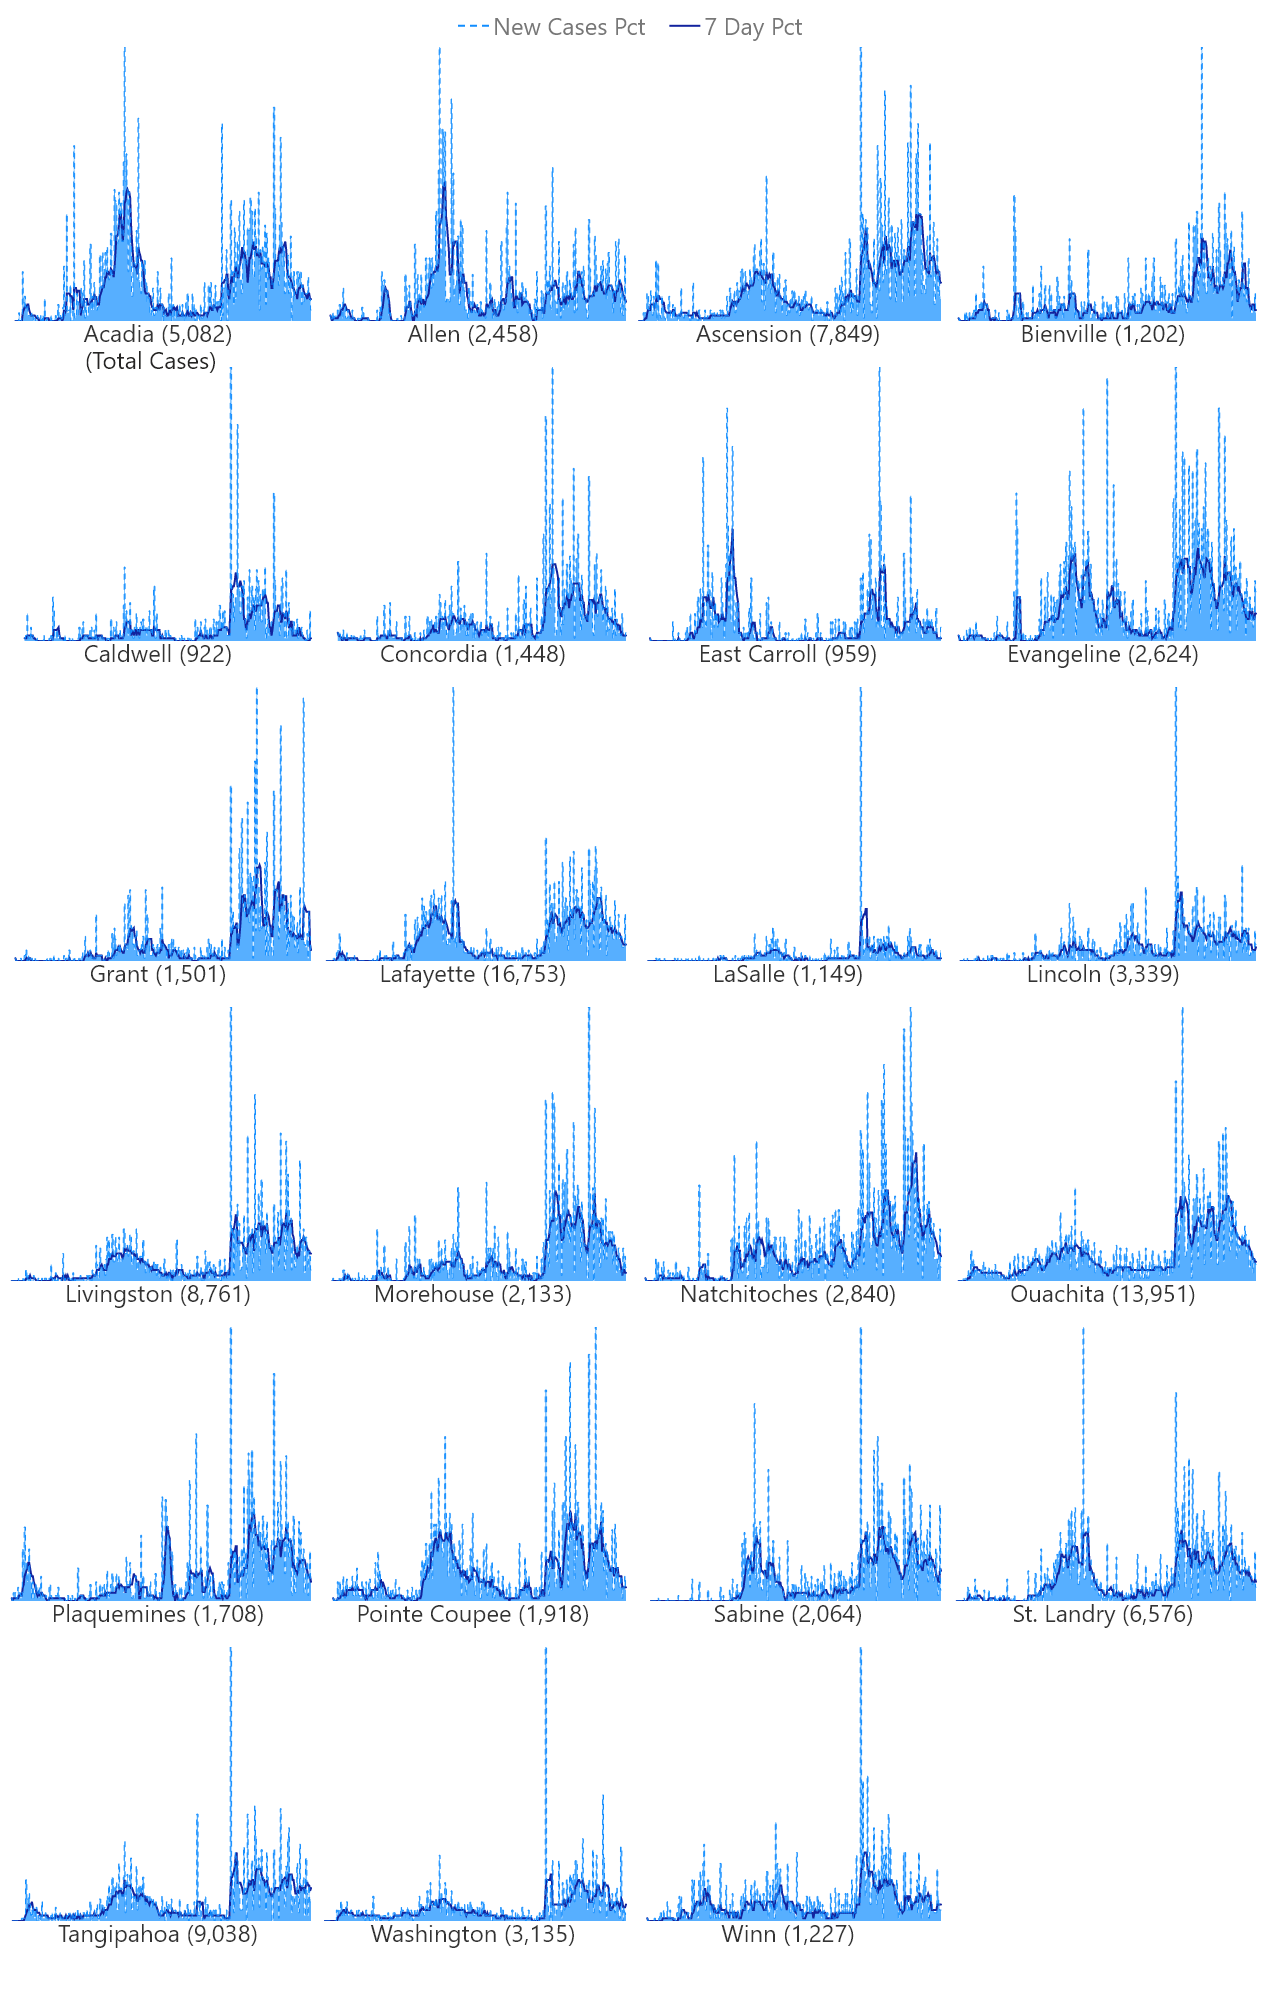 New Cases Pct 7 Day Pct
Acadia (5,082) Allen (2,458) Ascension (7,849) Bienville (1,202)
(Total Cases)
Caldwell (922) Concordia (1,448) East Carroll (959) Evangeline (2,624)
Grant (1,501) Lafayette (16,753) LaSalle (1,149) Lincoln (3,339)
Livingston (8,761) Morehouse (2,133) Natchitoches (2,840) Ouachita (13,951)
Plaquemines (1,708) Pointe Coupee (1,918) Sabine (2,064) St. Landry (6,576)
Tangipahoa (9,038) Washington (3,135) Winn (1,227)